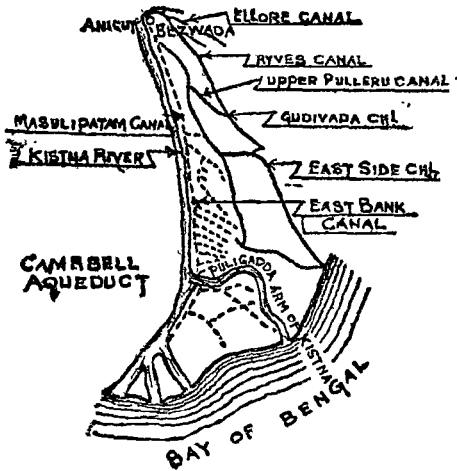 ELLORE CANAL
ANICUT
BEZWADA
RYVES CANAL
UPPER PULLERU CANAL
MASULIPATAM CANAL
GUDIVADA CHL
KISTNA RIVER
EAST SIDE CHL
EAST BANK
CANAL
CAMPBELL
AQUEDUCT
PULIGADDA ARM OF KISTNA
BAY OF BENGAL